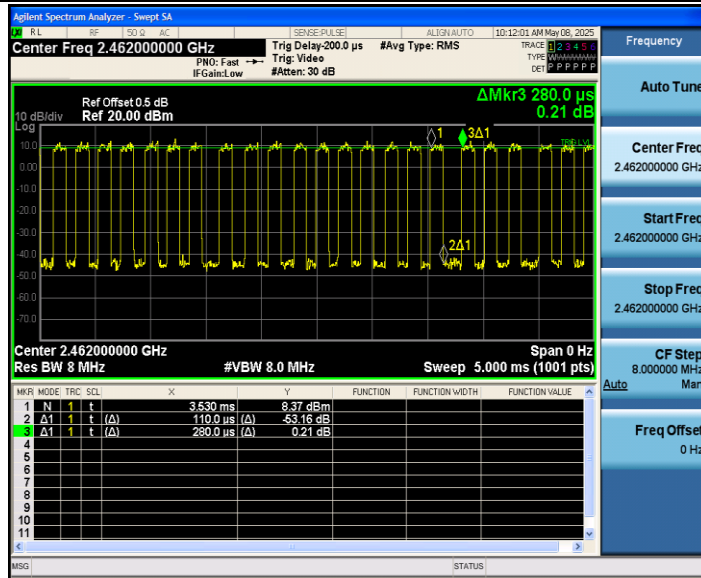 Agilent Spectrum Analyzer - Swept SA
RL RF 50 Ω AC SENSE:PULSE ALIGN AUTO 10:12:01 AM May 08, 2025
Center Freq 2.462000000 GHz
PNO: Fast
IFGain:Low
Trig Delay-200.0 µs
Trig: Video
#Atten: 30 dB
#Avg Type: RMS
TRACE 1 2 3 4 5 6
TYPE
DET P P P P P P
ΔMkr3 280.0 µs
0.21 dB
Ref Offset 0.5 dB
10 dB/div Ref 20.00 dBm
Log
10.0
0.00
-10.0
-20.0
-30.0
-40.0
-50.0
-60.0
-70.0
1
3Δ1
TRIG LVL
2Δ1
Center 2.462000000 GHz Span 0 Hz
Res BW 8 MHz #VBW 8.0 MHz Sweep 5.000 ms (1001 pts)
MKR MODE TRC SCL X Y FUNCTION FUNCTION WIDTH FUNCTION VALUE
1 N 1 t 3.530 ms 8.37 dBm
2 Δ1 1 t (Δ) 110.0 µs (Δ) -53.16 dB
3 Δ1 1 t (Δ) 280.0 µs (Δ) 0.21 dB
4
5
6
7
8
9
10
11
MSG STATUS
Frequency
Auto Tune
Center Freq
2.462000000 GHz
Start Freq
2.462000000 GHz
Stop Freq
2.462000000 GHz
CF Step
8.000000 MHz
Auto Man
Freq Offset
0 Hz